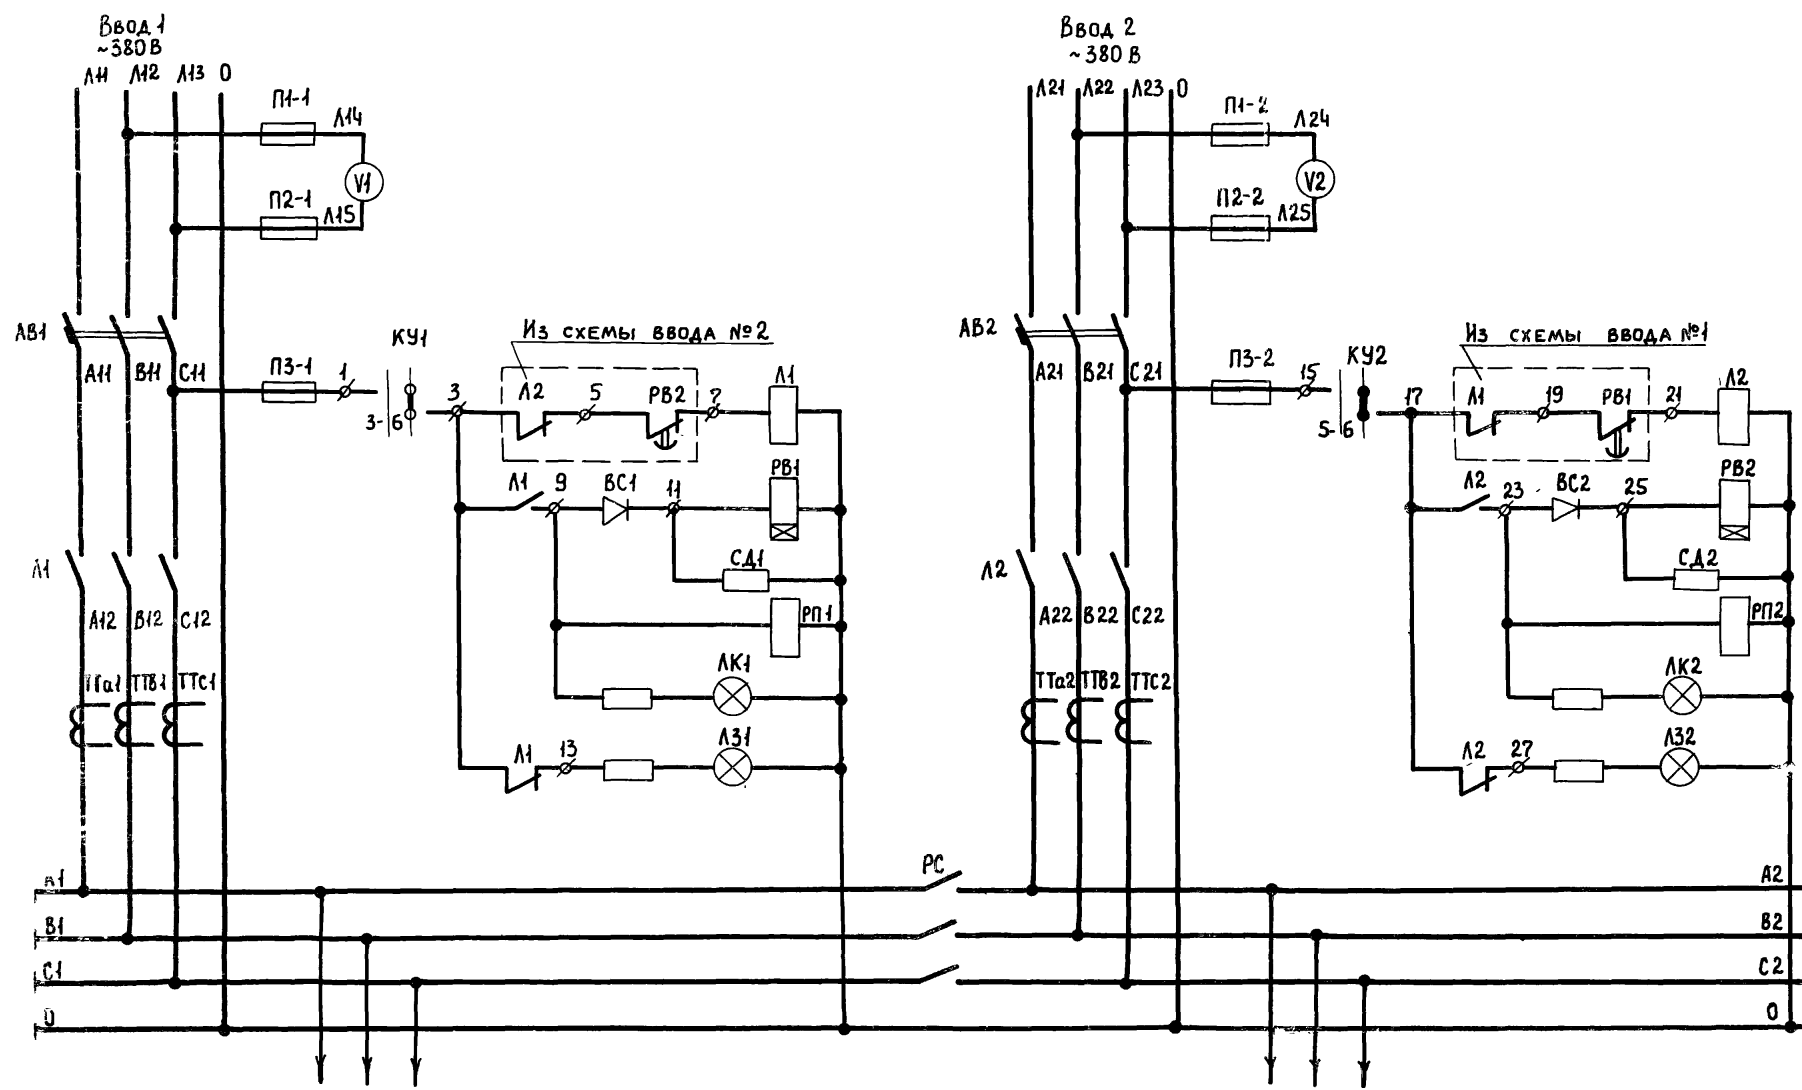 Ввод 1
~380 В
Л11 Л12 Л13 0
П1-1
Л14
V1
П2-1
Л15
АВ1
А11 В11 С11
П3-1
1
КУ1
3-6
Из схемы ввода №2
3
Л2
5
РВ2
7
Л1
Л1
9
ВС1
11
РВ1
СД1
РП1
ЛК1
Л1
13
ЛЗ1
Л1
А12 В12 С12
ТТа1 ТТВ1 ТТС1
Ввод 2
~380 В
Л21 Л22 Л23 0
П1-2
Л24
V2
П2-2
Л25
АВ2
А21 В21 С21
П3-2
15
КУ2
5-6
Из схемы ввода №1
17
Л1
19
РВ1
21
Л2
Л2
23
ВС2
25
РВ2
СД2
РП2
ЛК2
Л2
27
ЛЗ2
Л2
А22 В22 С22
ТТа2 ТТВ2 ТТС2
А1
РС
А2
В1
В2
С1
С2
0
0